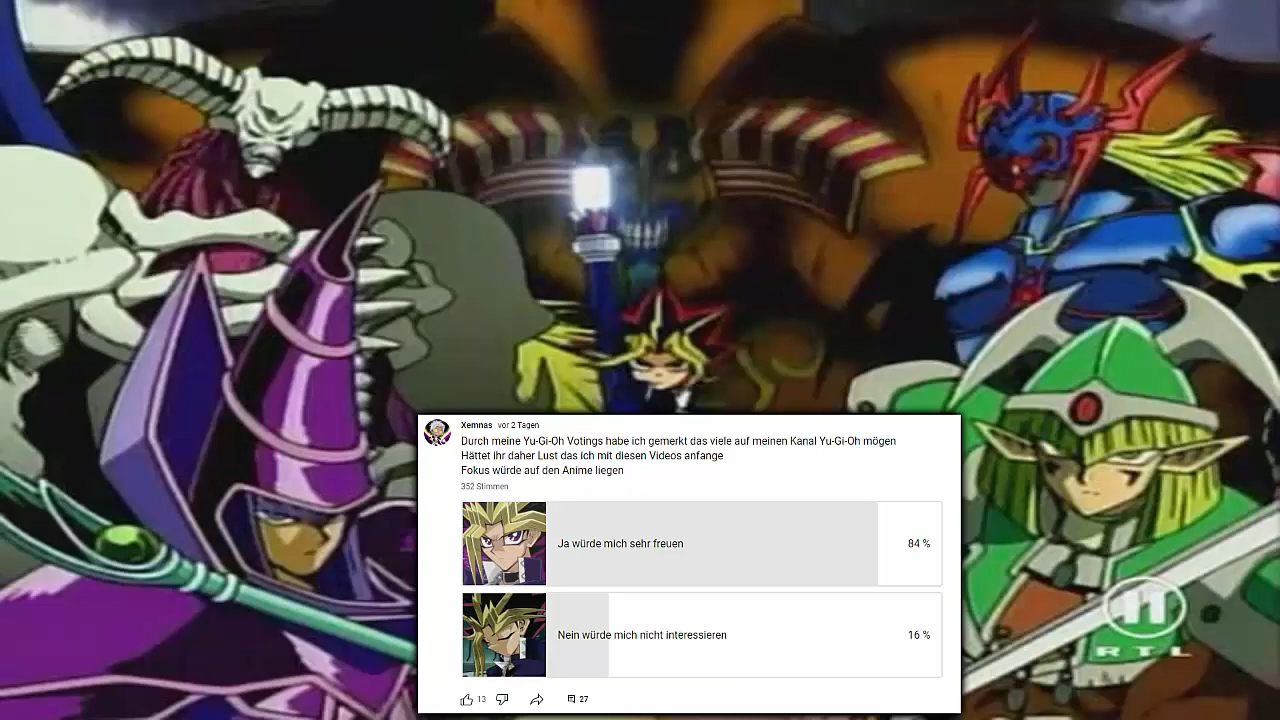 Xemnas vor 2 Tagen
Durch meine Yu-Gi-Oh Votings habe ich gemerkt das viele auf meinen Kanal Yu-Gi-Oh mögen
Hättet ihr daher Lust das ich mit diesen Videos anfange
Fokus würde auf den Anime liegen
352 Stimmen
Ja würde mich sehr freuen 84 %
Nein würde mich nicht interessieren 16 %
13 27
II
RTL